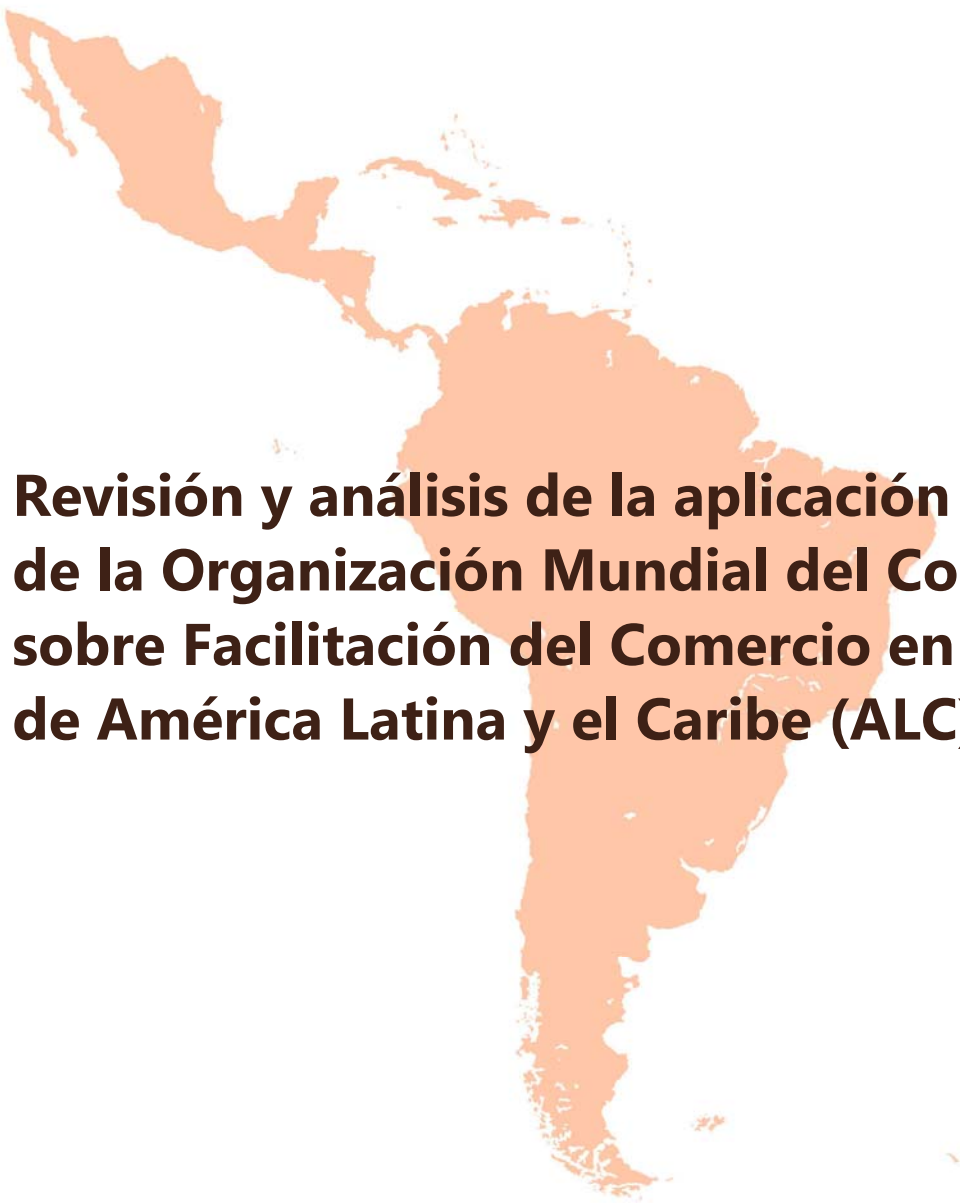 Revisión y análisis de la aplicación
de la Organización Mundial del Co
sobre Facilitación del Comercio en
de América Latina y el Caribe (ALC)